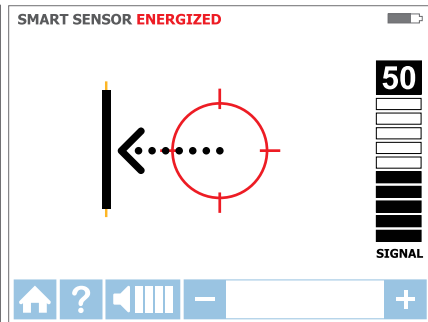 SMART SENSOR ENERGIZED
50
SIGNAL
?
− +